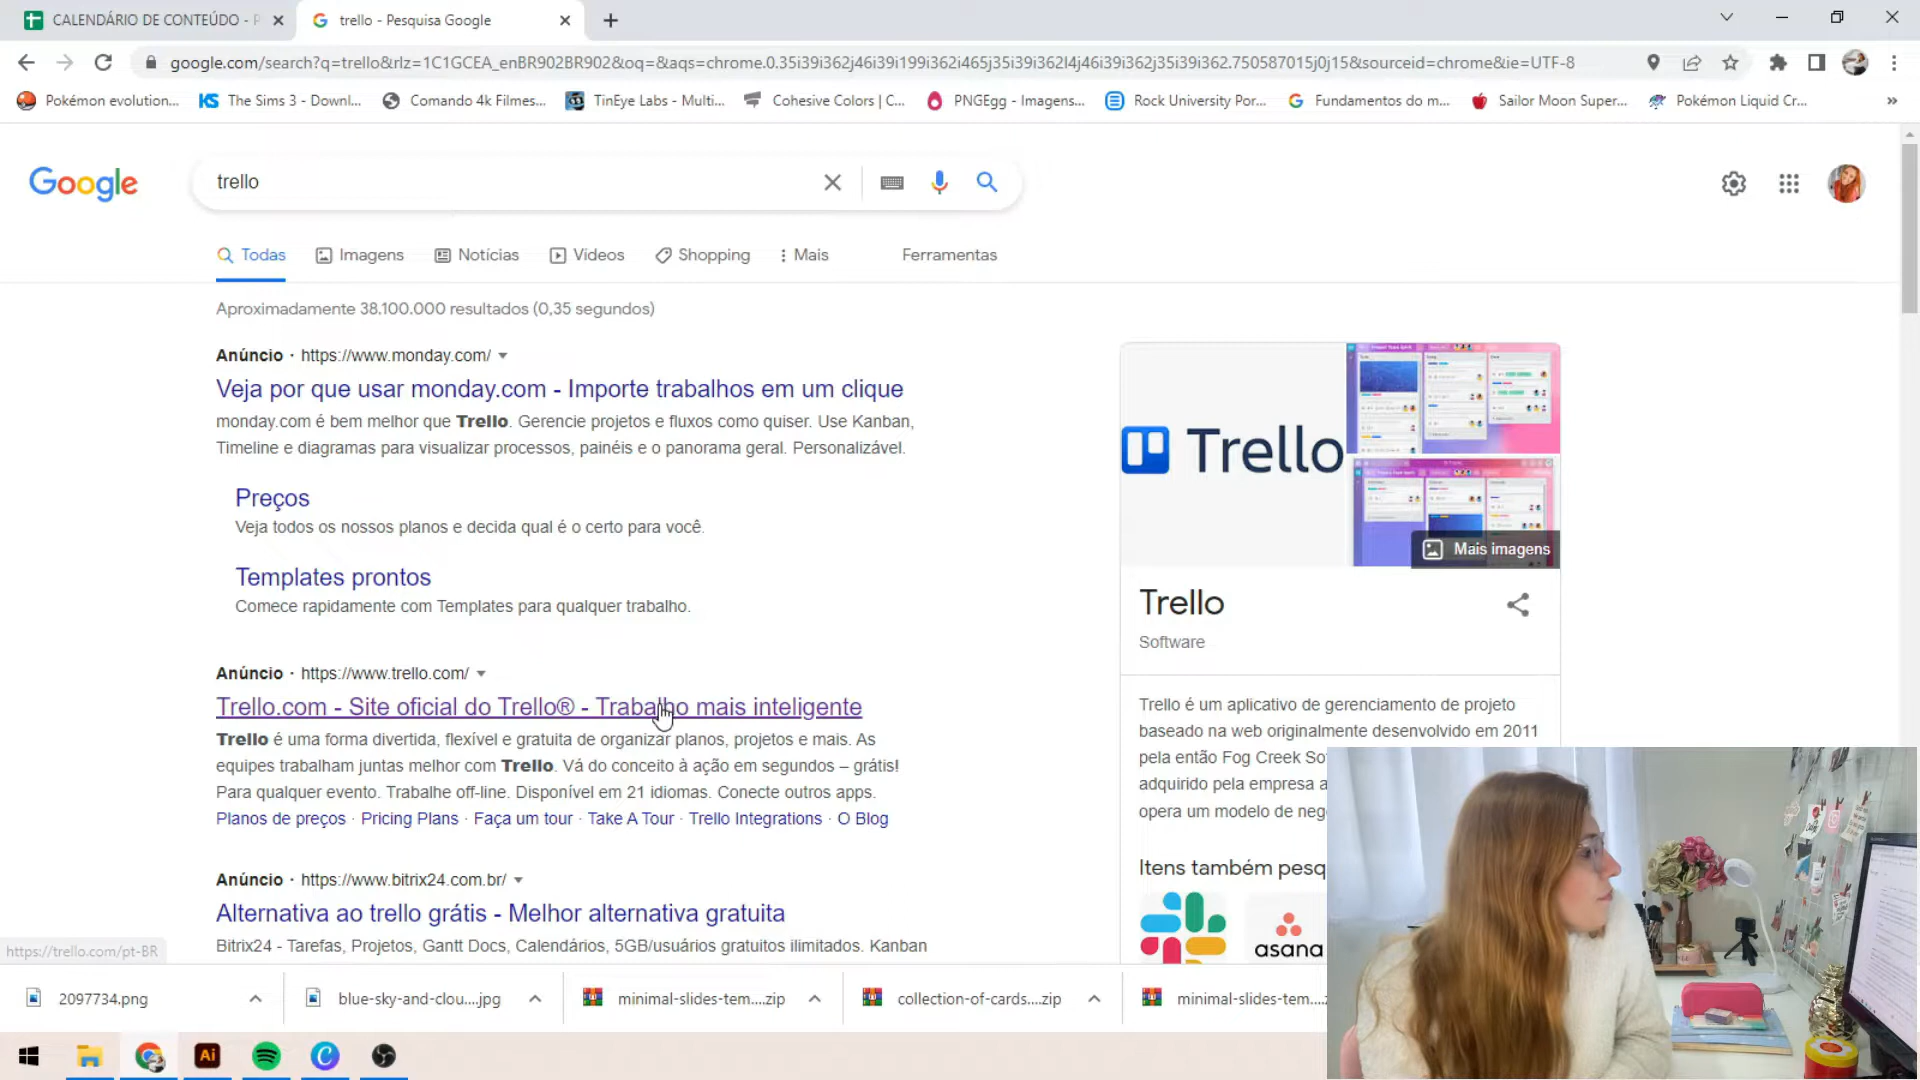 CALENDÁRIO DE CONTEÚDO - P
trello - Pesquisa Google
google.com/search?q=trello&rlz=1C1GCEA_enBR902BR902&oq=&aqs=chrome.0.35i39i362j46i39i199i362i465j35i39i362l4j46i39i362j35i39i362.750587015j0j15&sourceid=chrome&ie=UTF-8
Pokémon evolution...
KS
The Sims 3 - Downl...
Comando 4k Filmes...
TinEye Labs - Multi...
Cohesive Colors | C...
PNGEgg - Imagens...
Rock University Por...
Fundamentos do m...
Sailor Moon Super...
Pokémon Liquid Cr...
»
Google
trello
Todas
Imagens
Notícias
Vídeos
Shopping
Mais
Ferramentas
Aproximadamente 38.100.000 resultados (0,35 segundos)
Anúncio · https://www.monday.com/
Veja por que usar monday.com - Importe trabalhos em um clique
monday.com é bem melhor que Trello. Gerencie projetos e fluxos como quiser. Use Kanban,
Timeline e diagramas para visualizar processos, painéis e o panorama geral. Personalizável.
Preços
Veja todos os nossos planos e decida qual é o certo para você.
Templates prontos
Comece rapidamente com Templates para qualquer trabalho.
Anúncio · https://www.trello.com/
Trello.com - Site oficial do Trello® - Trabalho mais inteligente
Trello é uma forma divertida, flexível e gratuita de organizar planos, projetos e mais. As
equipes trabalham juntas melhor com Trello. Vá do conceito à ação em segundos – grátis!
Para qualquer evento. Trabalhe off-line. Disponível em 21 idiomas. Conecte outros apps.
Planos de preços · Pricing Plans · Faça um tour · Take A Tour · Trello Integrations · O Blog
Anúncio · https://www.bitrix24.com.br/
Alternativa ao trello grátis - Melhor alternativa gratuita
Bitrix24 - Tarefas, Projetos, Gantt Docs, Calendários, 5GB/usuários gratuitos ilimitados. Kanban
https://trello.com/pt-BR
Trello
Mais imagens
Trello
Software
Trello é um aplicativo de gerenciamento de projeto
baseado na web originalmente desenvolvido em 2011
pela então Fog Creek So
adquirido pela empresa a
opera um modelo de neg
Itens também pesq
asana
2097734.png
blue-sky-and-clou....jpg
minimal-slides-tem....zip
collection-of-cards....zip
minimal-slides-tem....z
Ai